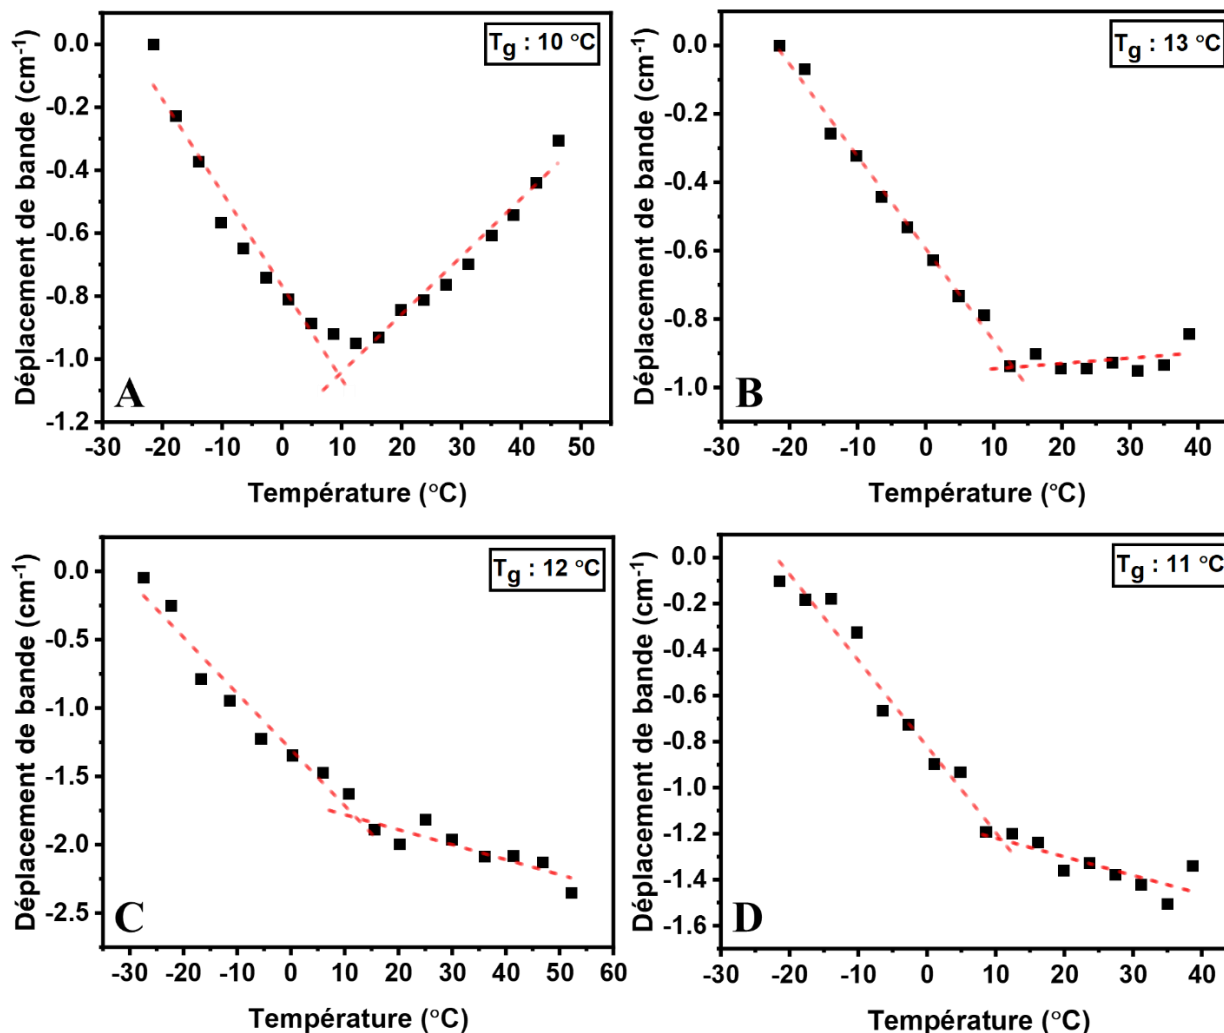 Déplacement de bande (cm-1)
0.0
-0.2
-0.4
-0.6
-0.8
-1.0
-1.2
Tg : 10 °C
A
-30 -20 -10 0 10 20 30 40 50
Température (°C)
Déplacement de bande (cm-1)
0.0
-0.2
-0.4
-0.6
-0.8
-1.0
Tg : 13 °C
B
-30 -20 -10 0 10 20 30 40
Température (°C)
Déplacement de bande (cm-1)
0.0
-0.5
-1.0
-1.5
-2.0
-2.5
Tg : 12 °C
C
-30 -20 -10 0 10 20 30 40 50 60
Température (°C)
Déplacement de bande (cm-1)
0.0
-0.2
-0.4
-0.6
-0.8
-1.0
-1.2
-1.4
-1.6
Tg : 11 °C
D
-30 -20 -10 0 10 20 30 40
Température (°C)